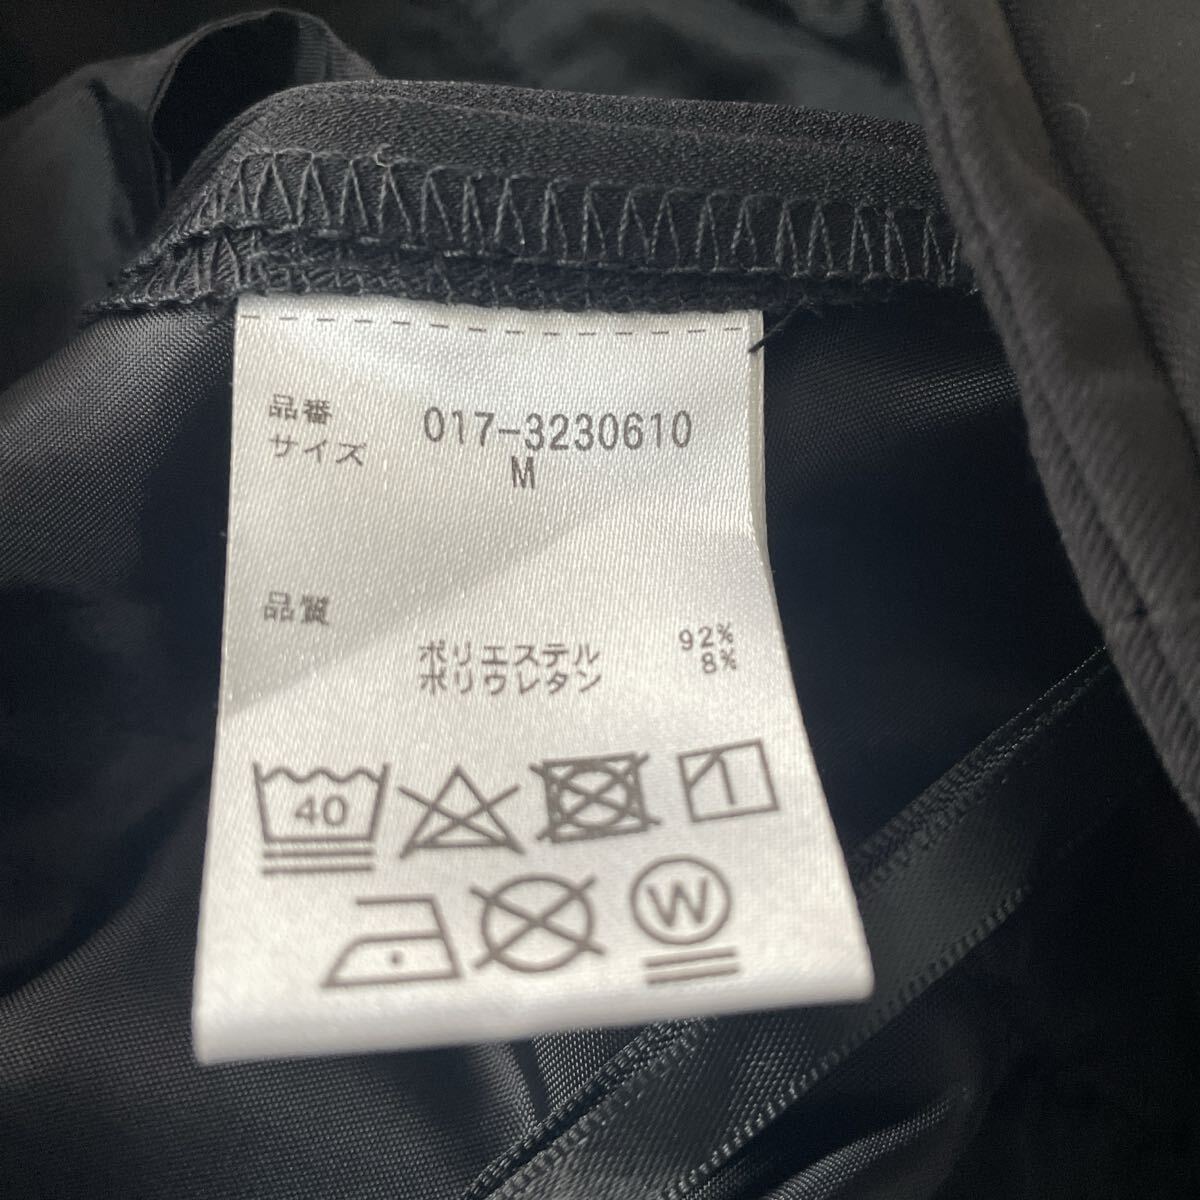 品番 017-3230610
サイズ M
品質
ポリエステル 92%
ポリウレタン 8%
40
W